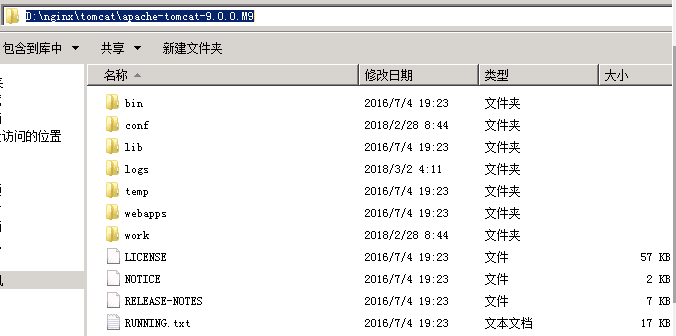 D:\nginx\tomcat\apache-tomcat-9.0.0.M9
包含到库中 共享 新建文件夹
名称 修改日期 类型 大小
bin 2016/7/4 19:23 文件夹
conf 2018/2/28 8:44 文件夹
lib 2016/7/4 19:23 文件夹
访问的位置
logs 2018/3/2 4:11 文件夹
temp 2016/7/4 19:23 文件夹
webapps 2016/7/4 19:23 文件夹
work 2018/2/28 8:44 文件夹
LICENSE 2016/7/4 19:23 文件 57 KB
NOTICE 2016/7/4 19:23 文件 2 KB
RELEASE-NOTES 2016/7/4 19:23 文件 7 KB
RUNNING.txt 2016/7/4 19:23 文本文档 17 KB